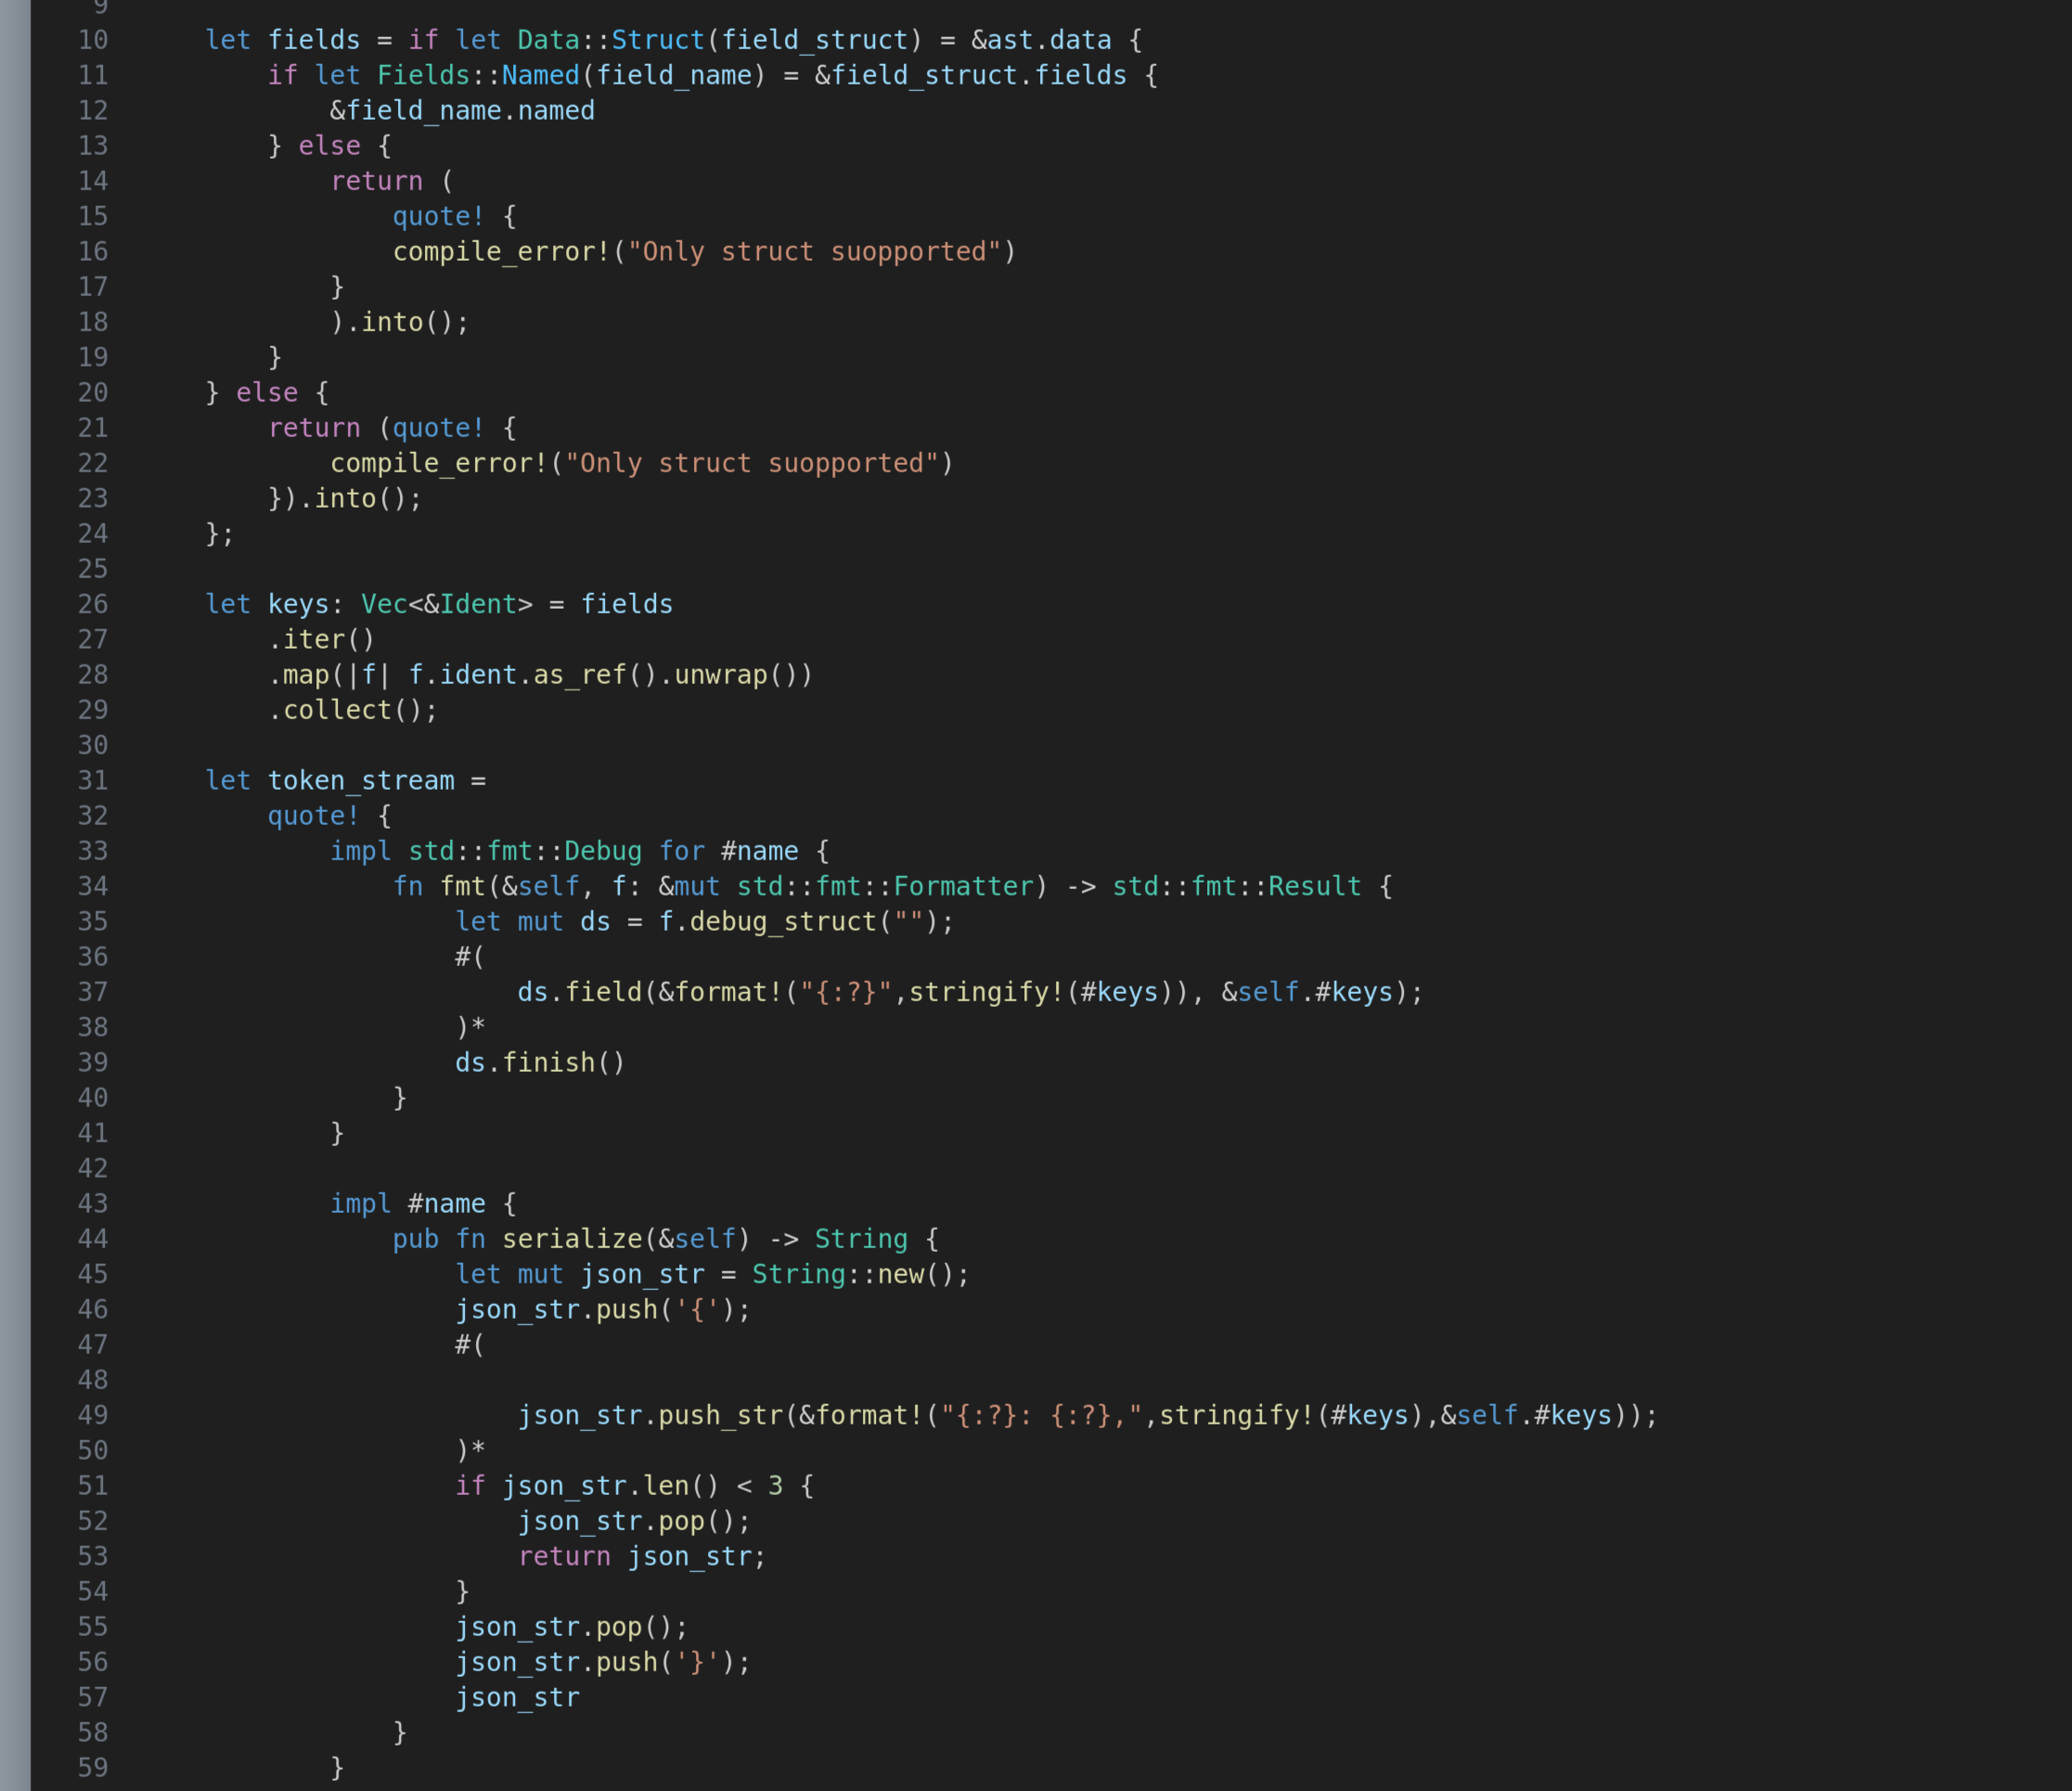 9
10 let fields = if let Data::Struct(field_struct) = &ast.data {
11 if let Fields::Named(field_name) = &field_struct.fields {
12 &field_name.named
13 } else {
14 return (
15 quote! {
16 compile_error!("Only struct suopported")
17 }
18 ).into();
19 }
20 } else {
21 return (quote! {
22 compile_error!("Only struct suopported")
23 }).into();
24 };
25
26 let keys: Vec<&Ident> = fields
27 .iter()
28 .map(|f| f.ident.as_ref().unwrap())
29 .collect();
30
31 let token_stream =
32 quote! {
33 impl std::fmt::Debug for #name {
34 fn fmt(&self, f: &mut std::fmt::Formatter) -> std::fmt::Result {
35 let mut ds = f.debug_struct("");
36 #(
37 ds.field(&format!("{:?}",stringify!(#keys)), &self.#keys);
38 )*
39 ds.finish()
40 }
41 }
42
43 impl #name {
44 pub fn serialize(&self) -> String {
45 let mut json_str = String::new();
46 json_str.push('{');
47 #(
48
49 json_str.push_str(&format!("{:?}: {:?},",stringify!(#keys),&self.#keys));
50 )*
51 if json_str.len() < 3 {
52 json_str.pop();
53 return json_str;
54 }
55 json_str.pop();
56 json_str.push('}');
57 json_str
58 }
59 }